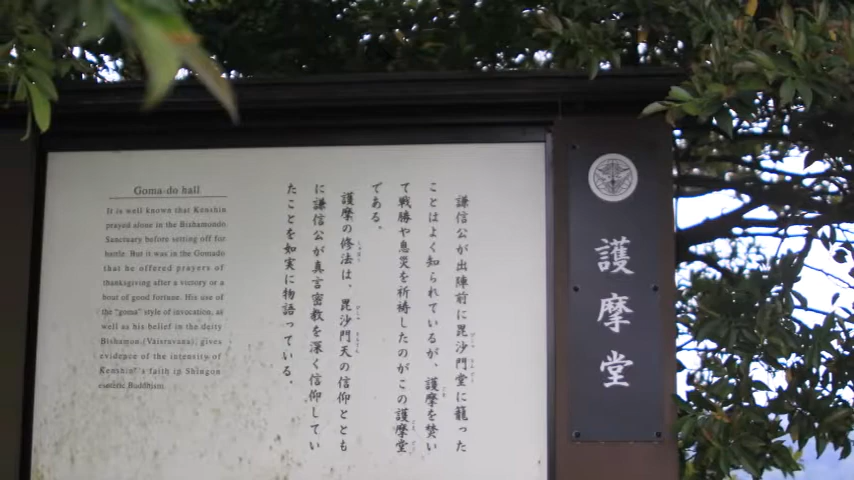 Goma-do hall
It is well known that Kenshin
prayed alone in the Bishamondo
Sanctuary before setting off for
battle. But it was in the Gomado
that he offered prayers of
thanksgiving after a victory or a
bout of good fortune. His use of
the "goma" style of invocation, as
well as his belief in the deity
Bishamon (Vaisravana), gives
evidence of the intensity of
Kenshin's faith in Shingon
esoteric Buddhism.
護摩堂
謙信公が出陣前に毘沙門堂に籠った
ことはよく知られているが、護摩を焚い
て戦勝や息災を祈祷したのがこの護摩堂
である。
護摩の修法は、毘沙門天の信仰ととも
に謙信公が真言密教を深く信仰してい
たことを如実に物語っている。